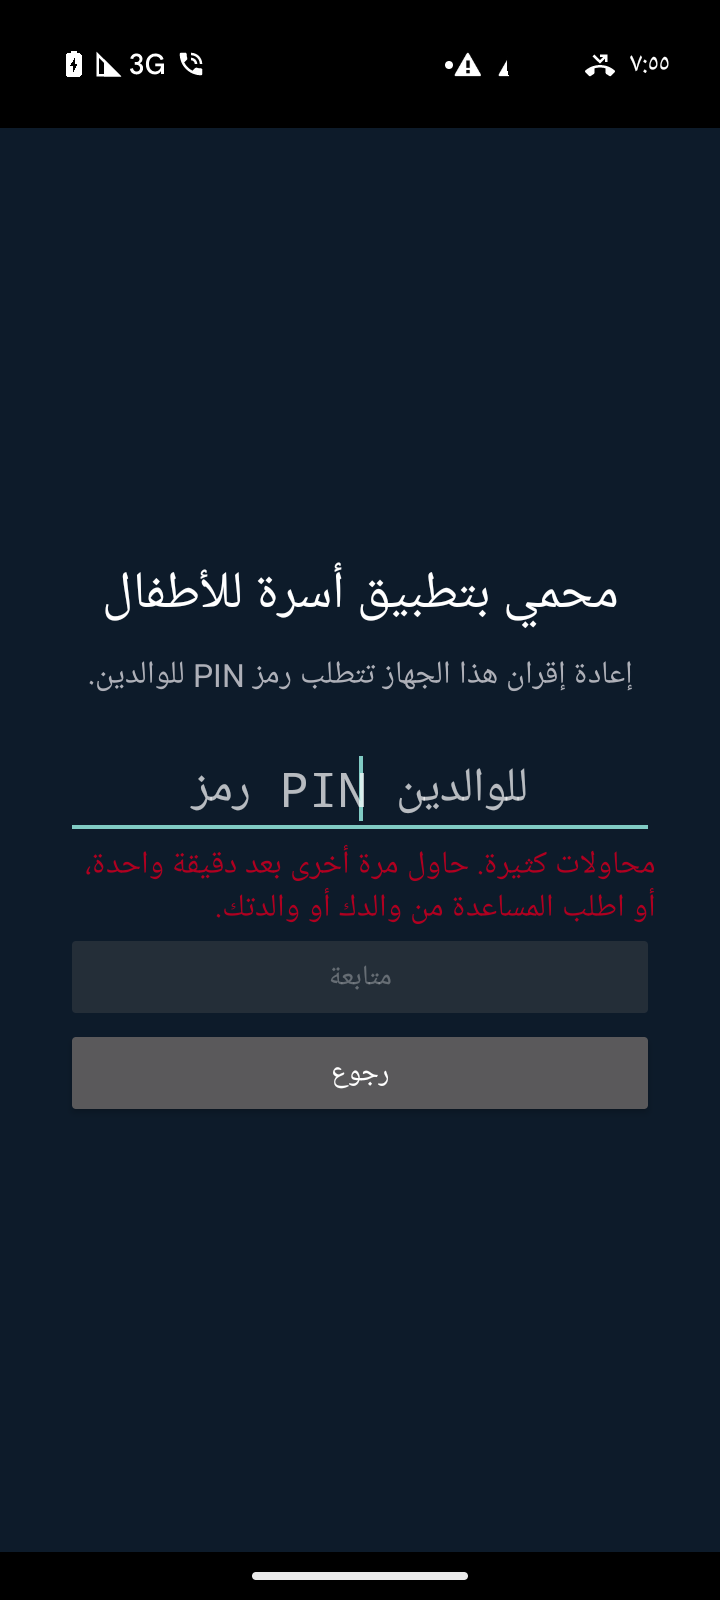 3G
٧:٥٥
محمي بتطبيق أسرة للأطفال
إعادة إقران هذا الجهاز تتطلب رمز PIN للوالدين.
رمز PIN للوالدين
محاولات كثيرة. حاول مرة أخرى بعد دقيقة واحدة،
أو اطلب المساعدة من والدك أو والدتك.
متابعة
رجوع